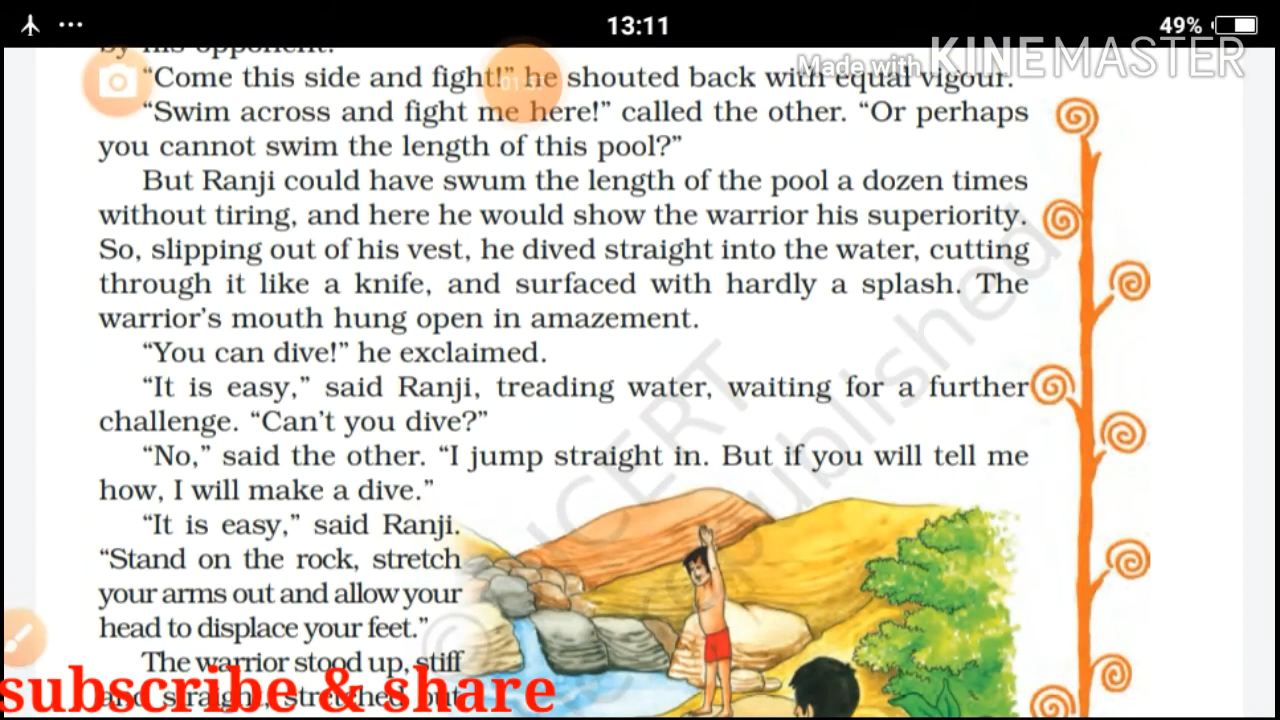 13:11
49%
Made with KINEMASTER
by his opponent.
“Come this side and fight!” he shouted back with equal vigour.
“Swim across and fight me here!” called the other. “Or perhaps
you cannot swim the length of this pool?”
But Ranji could have swum the length of the pool a dozen times
without tiring, and here he would show the warrior his superiority.
So, slipping out of his vest, he dived straight into the water, cutting
through it like a knife, and surfaced with hardly a splash. The
warrior’s mouth hung open in amazement.
“You can dive!” he exclaimed.
“It is easy,” said Ranji, treading water, waiting for a further
challenge. “Can’t you dive?”
“No,” said the other. “I jump straight in. But if you will tell me
how, I will make a dive.”
“It is easy,” said Ranji.
“Stand on the rock, stretch
your arms out and allow your
head to displace your feet.”
The warrior stood up, stiff
and straight, stretched out
subscribe & share